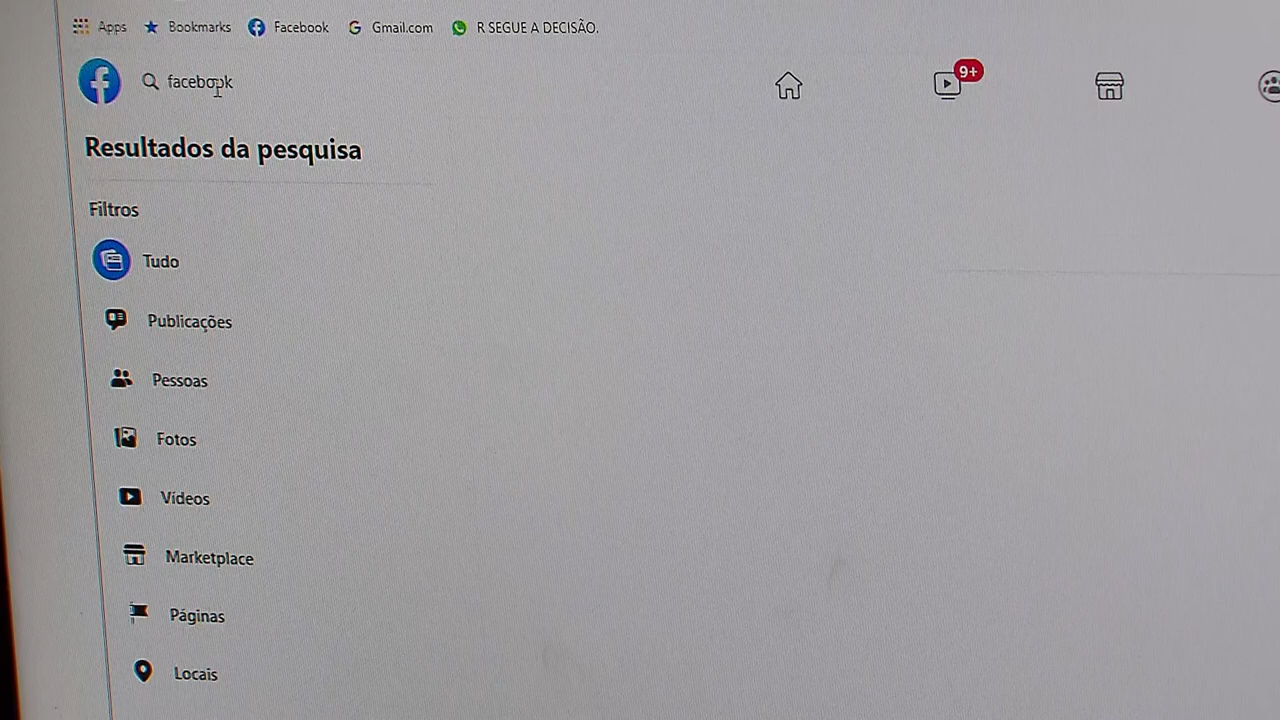 Apps Bookmarks Facebook Gmail.com R SEGUE A DECISÃO.
facebook
9+
Resultados da pesquisa
Filtros
Tudo
Publicações
Pessoas
Fotos
Vídeos
Marketplace
Páginas
Locais